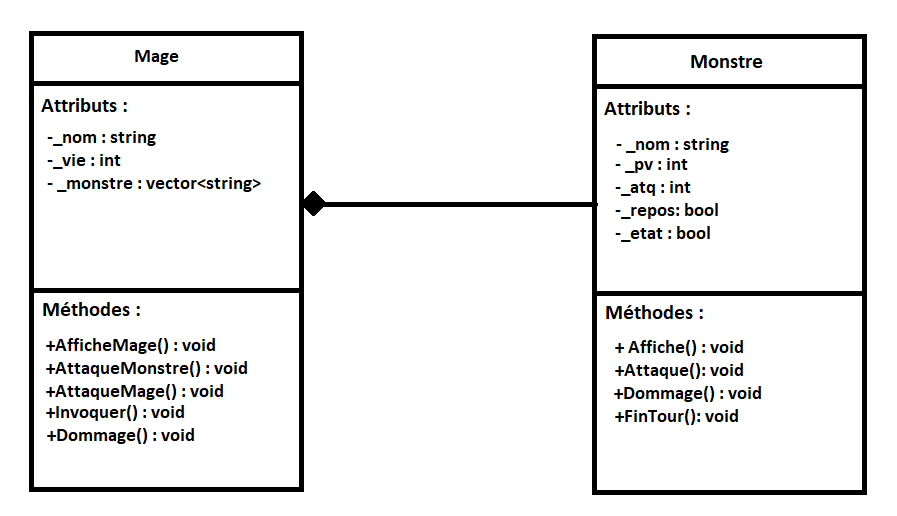 Mage
Attributs :
-_nom : string
-_vie : int
- _monstre : vector<string>
Méthodes :
+AfficheMage() : void
+AttaqueMonstre() : void
+AttaqueMage() : void
+Invoquer() : void
+Dommage() : void
Monstre
Attributs :
- _nom : string
- _pv : int
-_atq : int
-_repos: bool
-_etat : bool
Méthodes :
+ Affiche() : void
+Attaque(): void
+Dommage() : void
+FinTour(): void